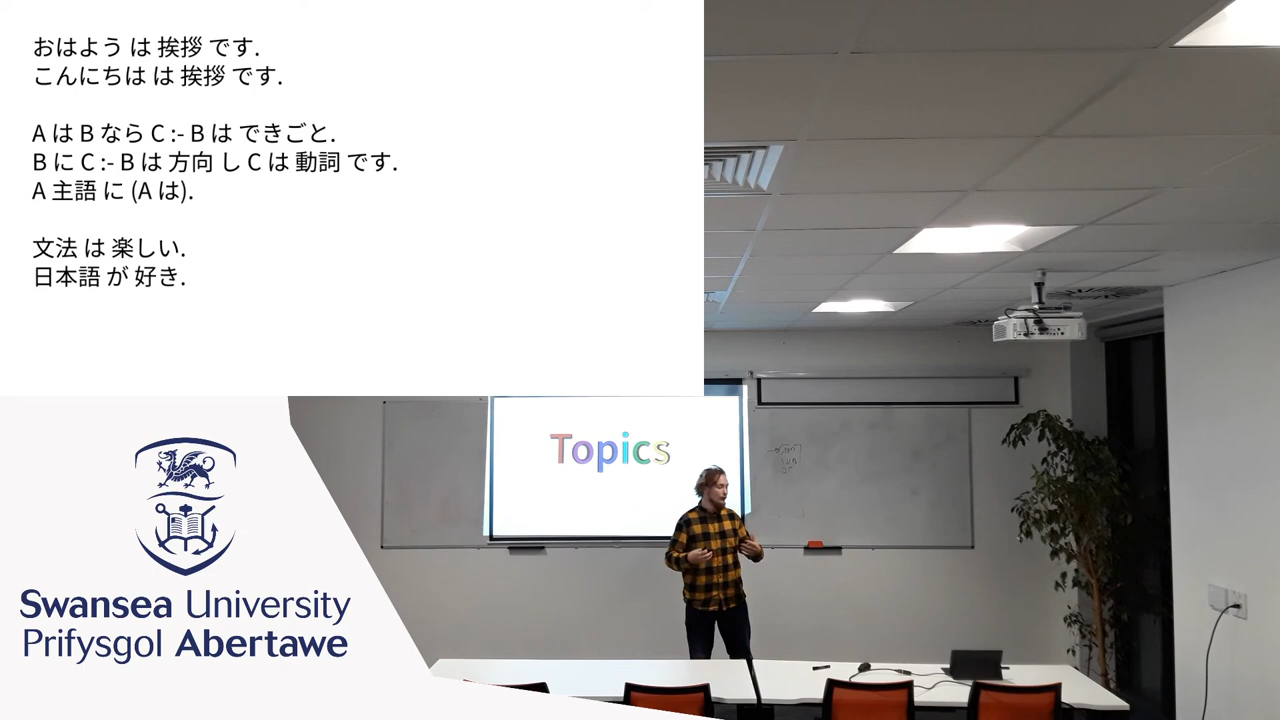 おはよう は 挨拶 です.
こんにちは は 挨拶 です.
A は B なら C :- B は できごと.
B に C :- B は 方向 し C は 動詞 です.
A 主語 に (A は).
文法 は 楽しい.
日本語 が 好き.
Topics
Swansea University
Prifysgol Abertawe